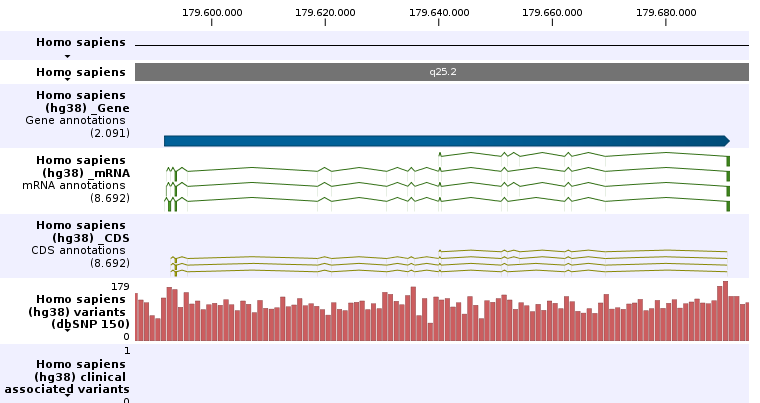 179.600.000 179.620.000 179.640.000 179.660.000 179.680.000
Homo sapiens
Homo sapiens
q25.2
Homo sapiens
(hg38) _Gene
Gene annotations
(2.091)
Homo sapiens
(hg38) _mRNA
mRNA annotations
(8.692)
Homo sapiens
(hg38) _CDS
CDS annotations
(8.692)
179
Homo sapiens
(hg38) variants
(dbSNP 150)
0
1
Homo sapiens
(hg38) clinical
associated variants
0